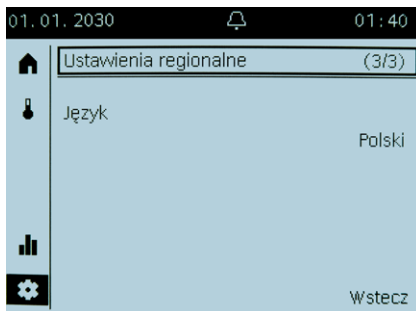 01.01.2030 01:40
Ustawienia regionalne (3/3)
Język
Polski
Wstecz